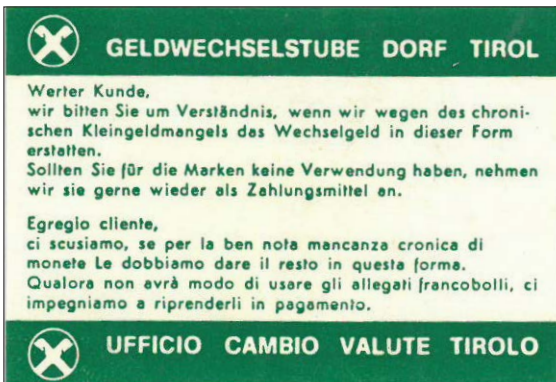 GELDWECHSELSTUBE DORF TIROL
Werter Kunde,
wir bitten Sie um Verständnis, wenn wir wegen des chroni-
schen Kleingeldmangels das Wechselgeld in dieser Form
erstatten.
Sollten Sie für die Marken keine Verwendung haben, nehmen
wir sie gerne wieder als Zahlungsmittel an.
Egregio cliente,
ci scusiamo, se per la ben nota mancanza cronica di
monete Le dobbiamo dare il resto in questa forma.
Qualora non avrà modo di usare gli allegati francobolli, ci
impegniamo a riprenderli in pagamento.
UFFICIO CAMBIO VALUTE TIROLO